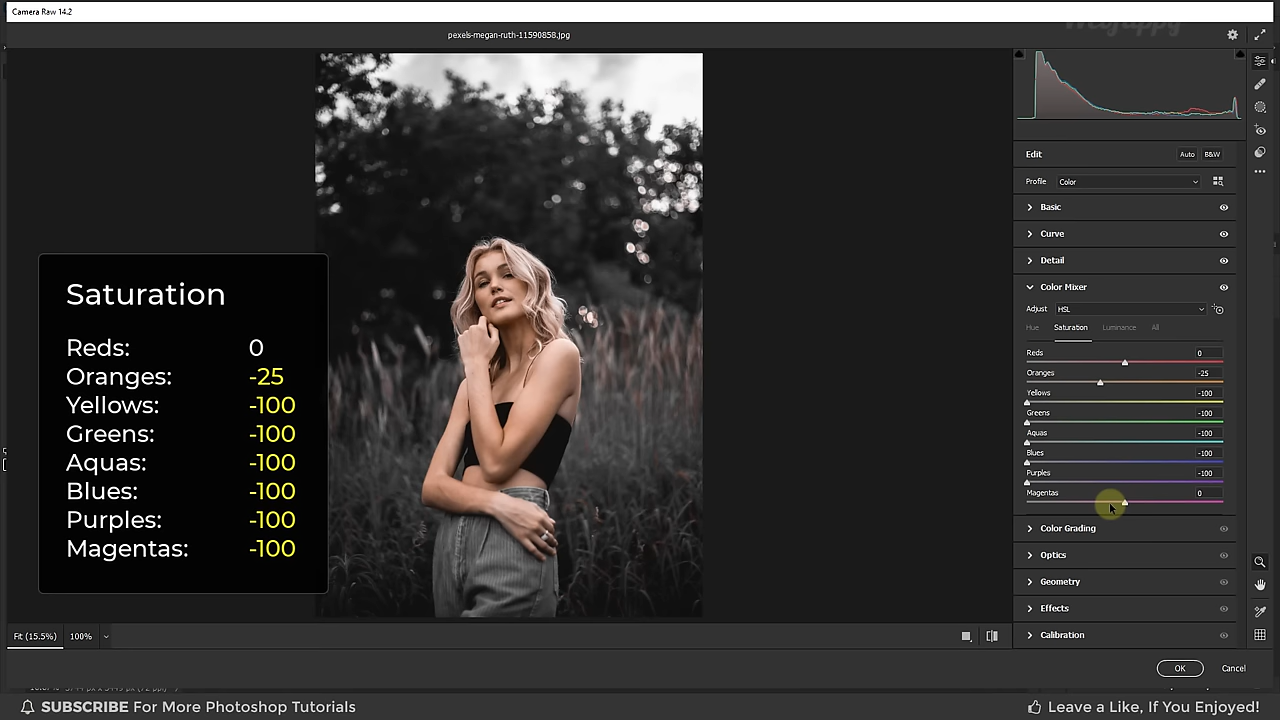 Camera Raw 14.2
pexels-megan-ruth-11590858.jpg
Edit
Auto
B&W
Profile
Color
Basic
Curve
Detail
Color Mixer
Adjust
HSL
Hue
Saturation
Luminance
All
Reds 0
Oranges -25
Yellows -100
Greens -100
Aquas -100
Blues -100
Purples -100
Magentas 0
Color Grading
Optics
Geometry
Effects
Calibration
Saturation
Reds: 0
Oranges: -25
Yellows: -100
Greens: -100
Aquas: -100
Blues: -100
Purples: -100
Magentas: -100
Fit (15.5%)
100%
OK
Cancel
SUBSCRIBE For More Photoshop Tutorials
Leave a Like, If You Enjoyed!